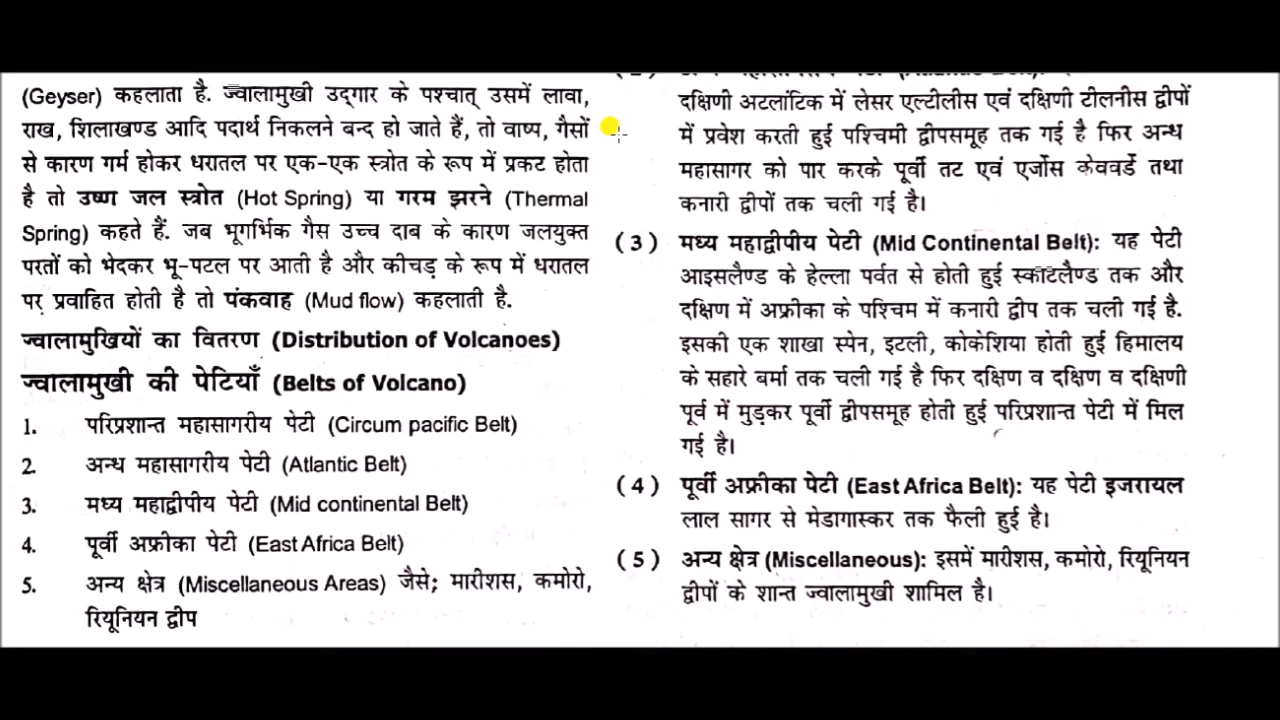 (Geyser) कहलाता है. ज्वालामुखी उद्गार के पश्चात् उसमें लावा,
राख, शिलाखण्ड आदि पदार्थ निकलने बन्द हो जाते हैं, तो वाष्प, गैसों
से कारण गर्म होकर धरातल पर एक-एक स्त्रोत के रूप में प्रकट होता
है तो उष्ण जल स्त्रोत (Hot Spring) या गरम झरने (Thermal
Spring) कहते हैं. जब भूगर्भिक गैस उच्च दाब के कारण जलयुक्त
परतों को भेदकर भू-पटल पर आती है और कीचड़ के रूप में धरातल
पर प्रवाहित होती है तो पंकवाह (Mud flow) कहलाती है.
ज्वालामुखियों का वितरण (Distribution of Volcanoes)
ज्वालामुखी की पेटियाँ (Belts of Volcano)
1. परिप्रशान्त महासागरीय पेटी (Circum pacific Belt)
2. अन्ध महासागरीय पेटी (Atlantic Belt)
3. मध्य महाद्वीपीय पेटी (Mid continental Belt)
4. पूर्वी अफ्रीका पेटी (East Africa Belt)
5. अन्य क्षेत्र (Miscellaneous Areas) जैसे; मारीशस, कमोरो,
रियूनियन द्वीप
दक्षिणी अटलांटिक में लेसर एल्टीलीस एवं दक्षिणी टीलनीस द्वीपों
में प्रवेश करती हुई पश्चिमी द्वीपसमूह तक गई है फिर अन्ध
महासागर को पार करके पूर्वी तट एवं एर्जोस केववर्डे तथा
कनारी द्वीपों तक चली गई है।
(3) मध्य महाद्वीपीय पेटी (Mid Continental Belt): यह पेटी
आइसलैण्ड के हेल्ला पर्वत से होती हुई स्कॉटलैण्ड तक और
दक्षिण में अफ्रीका के पश्चिम में कनारी द्वीप तक चली गई है.
इसकी एक शाखा स्पेन, इटली, कोकेशिया होती हुई हिमालय
के सहारे बर्मा तक चली गई है फिर दक्षिण व दक्षिण व दक्षिणी
पूर्व में मुड़कर पूर्वी द्वीपसमूह होती हुई परिप्रशान्त पेटी में मिल
गई है।
(4) पूर्वी अफ्रीका पेटी (East Africa Belt): यह पेटी इजरायल
लाल सागर से मेडागास्कर तक फैली हुई है।
(5) अन्य क्षेत्र (Miscellaneous): इसमें मारीशस, कमोरो, रियूनियन
द्वीपों के शान्त ज्वालामुखी शामिल है।